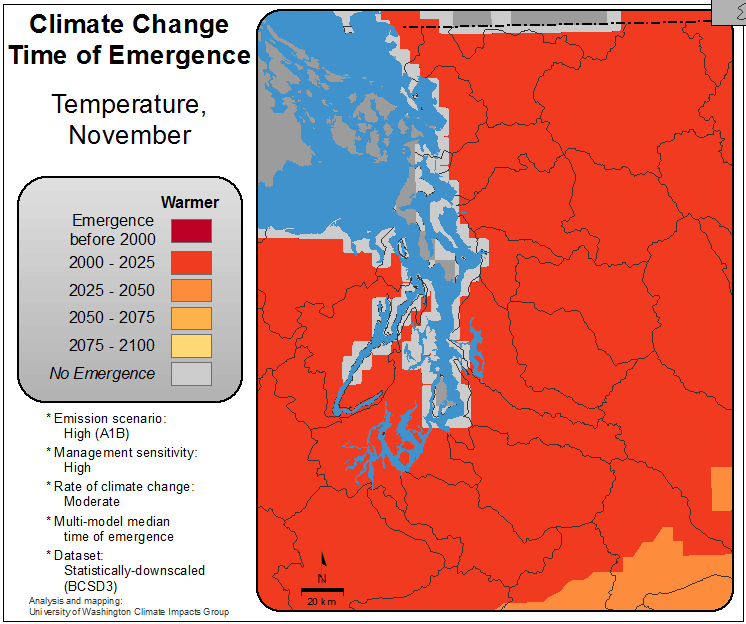 Climate Change
Time of Emergence
Temperature,
November
Warmer
Emergence
before 2000
2000 - 2025
2025 - 2050
2050 - 2075
2075 - 2100
No Emergence
* Emission scenario:
High (A1B)
* Management sensitivity:
High
* Rate of climate change:
Moderate
* Multi-model median
time of emergence
* Dataset:
Statistically-downscaled
(BCSD3)
Analysis and mapping:
University of Washington Climate Impacts Group
N
20 km